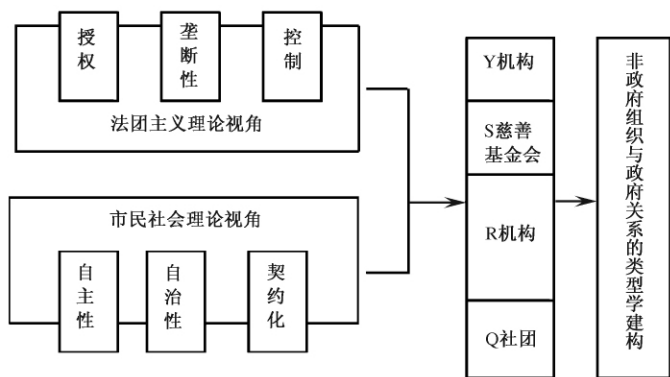 授权
垄断性
控制
法团主义理论视角
市民社会理论视角
自主性
自治性
契约化
Y机构
S慈善
基金会
R机构
Q社团
非政府组织与政府关系的类型学建构